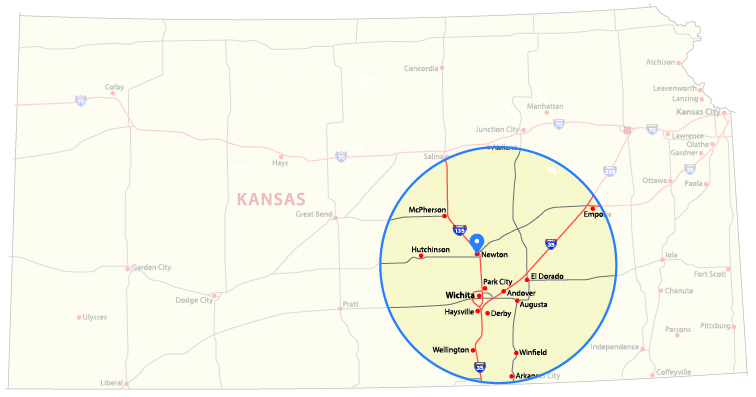 Atchison
Concordia
Colby
70
Leavenworth
Lansing
Manhattan
Kansas City
Junction City
70
70
Lawrence
Olathe
Gardner
Abilene
Salina
70
Hays
35
335
Ottawa
Paola
KANSAS
McPherson
Great Bend
Empo
135
35
Hutchinson
Newton
Iola
Garden City
El Dorado
Fort Scott
Park City
Dodge City
Wichita
Andover
Chanute
Augusta
Pratt
Haysville
Derby
Ulysses
Pittsburg
Parsons
Wellington
Winfield
Independence
35
Coffeyville
Arkansas City
Liberal